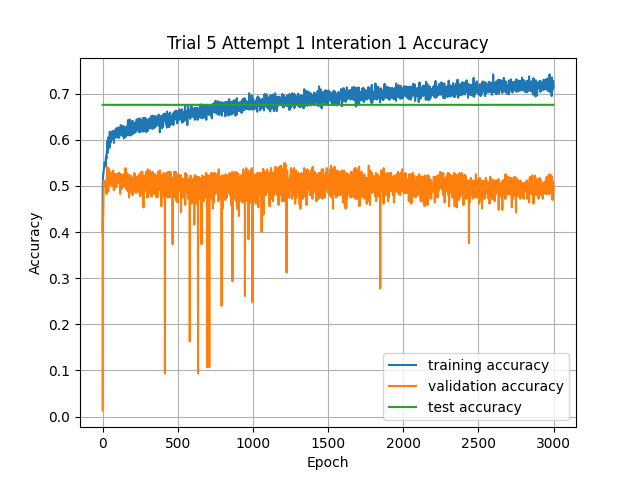 Trial 5 Attempt 1 Interation 1 Accuracy
Accuracy
0.7
0.6
0.5
0.4
0.3
0.2
0.1
0.0
training accuracy
validation accuracy
test accuracy
0 500 1000 1500 2000 2500 3000
Epoch